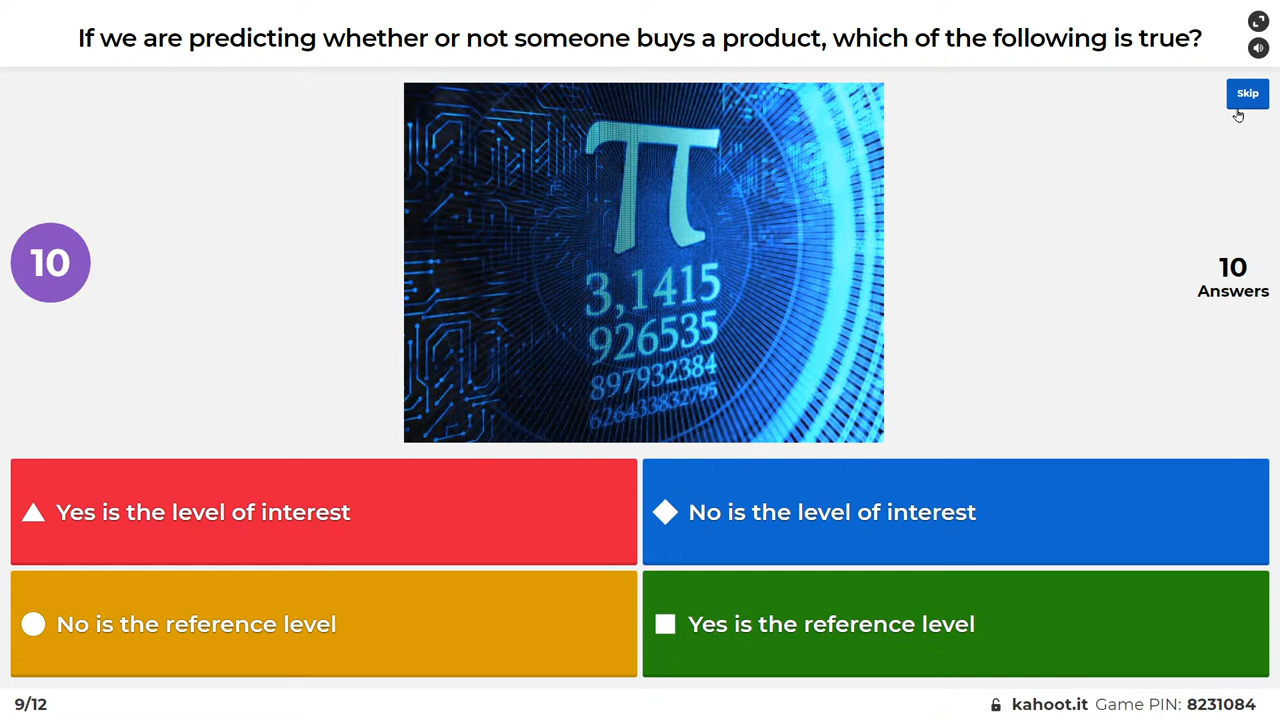 If we are predicting whether or not someone buys a product, which of the following is true?
Skip
π
3,1415
926535
897932384
626433832795
10
10
Answers
Yes is the level of interest
No is the level of interest
No is the reference level
Yes is the reference level
9/12
kahoot.it Game PIN: 8231084